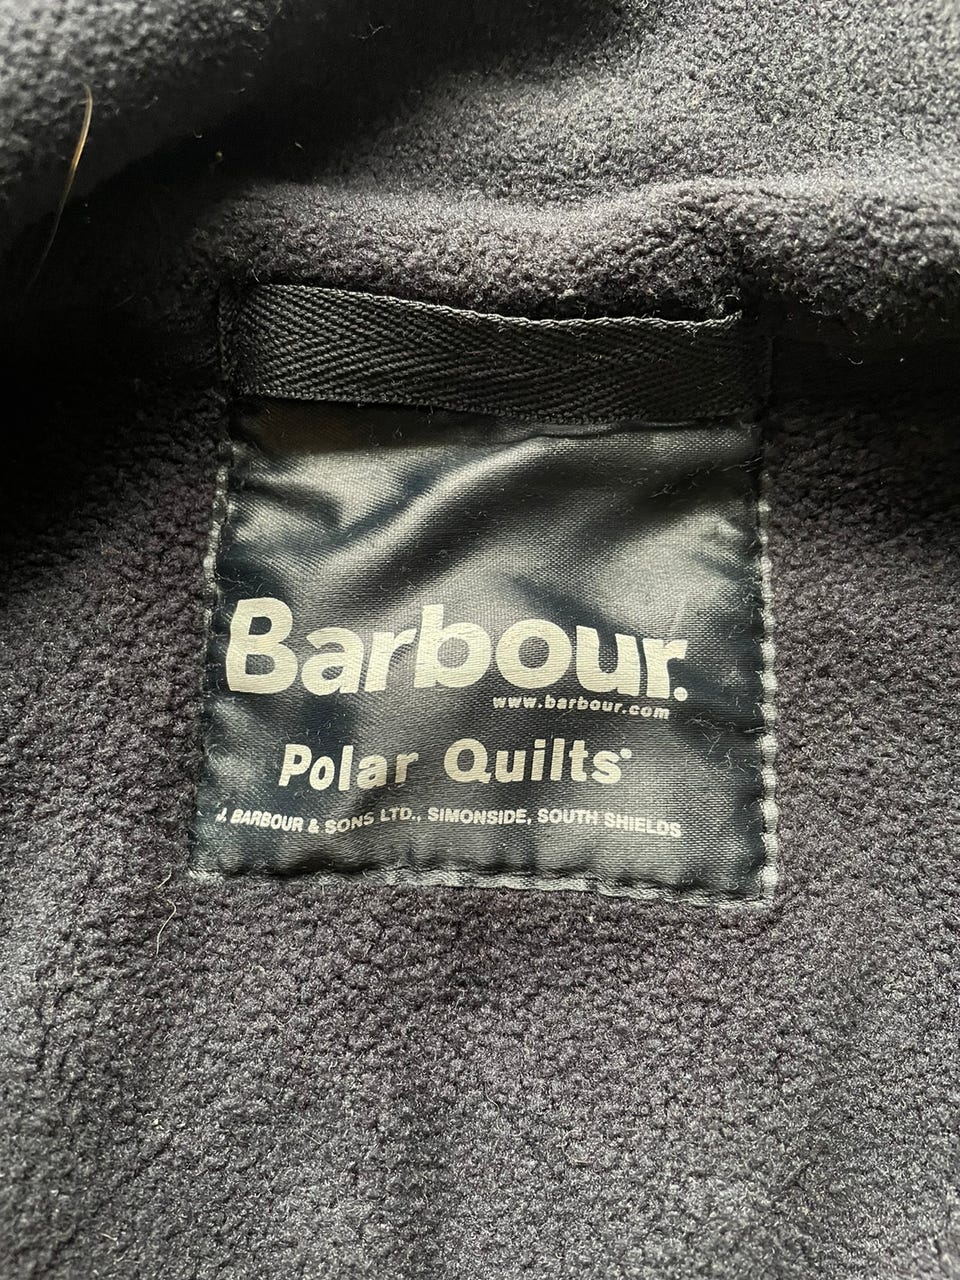 Barbour.
www.barbour.com
Polar Quilts®
J. BARBOUR & SONS LTD., SIMONSIDE, SOUTH SHIELDS